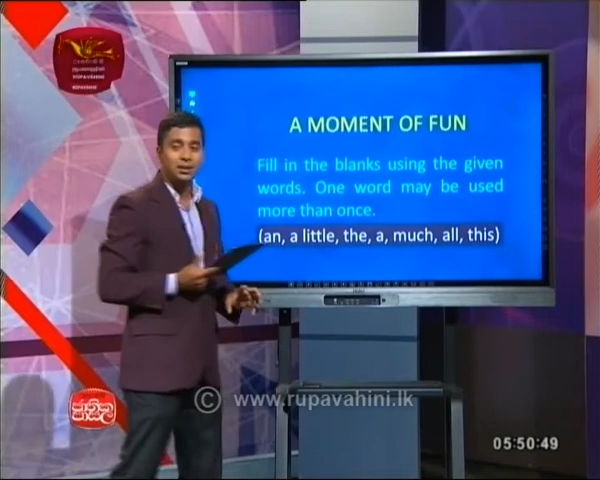 RUPAVAHINI
A MOMENT OF FUN
Fill in the blanks using the given
words. One word may be used
more than once.
(an, a little, the, a, much, all, this)
© www.rupavahini.lk
05:50:49